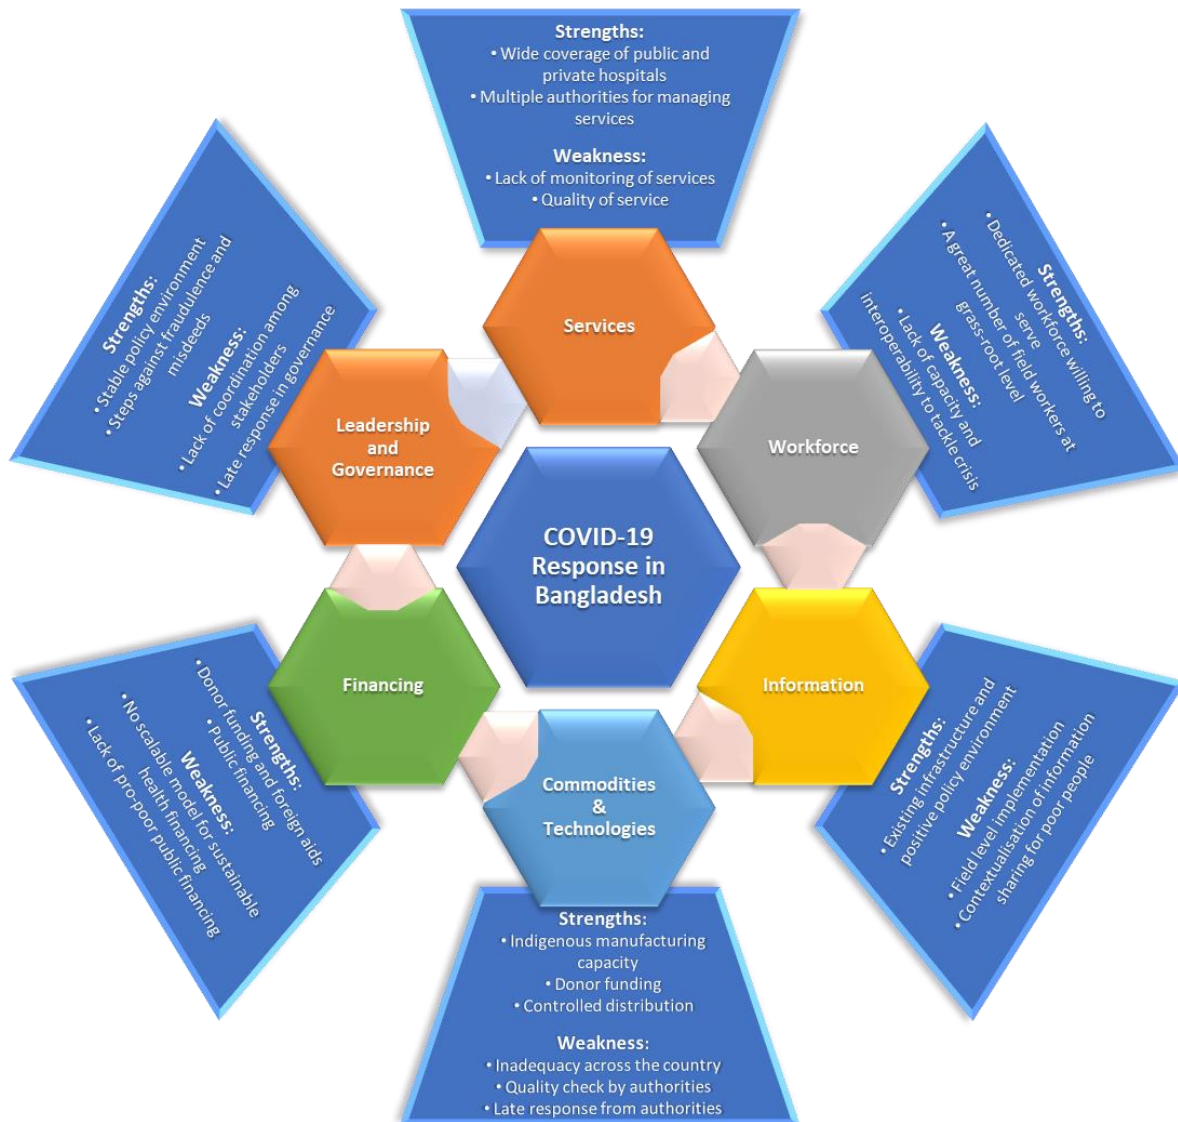 Strengths:
• Wide coverage of public and
private hospitals
• Multiple authorities for managing
services
Weakness:
• Lack of monitoring of services
• Quality of service
Services
Strengths:
• Dedicated workforce willing to
serve
• A great number of field workers at
grass-root level
Weakness:
• Lack of capacity and
interoperability to tackle crisis
Workforce
Strengths:
• Existing infrastructure and
positive policy environment
Weakness:
• Field level implementation
• Contextualisation of information
sharing for poor people
Information
Commodities
&
Technologies
Strengths:
• Indigenous manufacturing
capacity
• Donor funding
• Controlled distribution
Weakness:
• Inadequacy across the country
• Quality check by authorities
• Late response from authorities
Financing
Strengths:
• Donor funding and foreign aids
• Public financing
Weakness:
• No scalable model for sustainable
health financing
• Lack of pro-poor public financing
Leadership
and
Governance
Strengths:
• Stable policy environment
• Steps against fraudulence and
misdeeds
Weakness:
• Lack of coordination among
stakeholders
• Late response in governance
COVID-19
Response in
Bangladesh